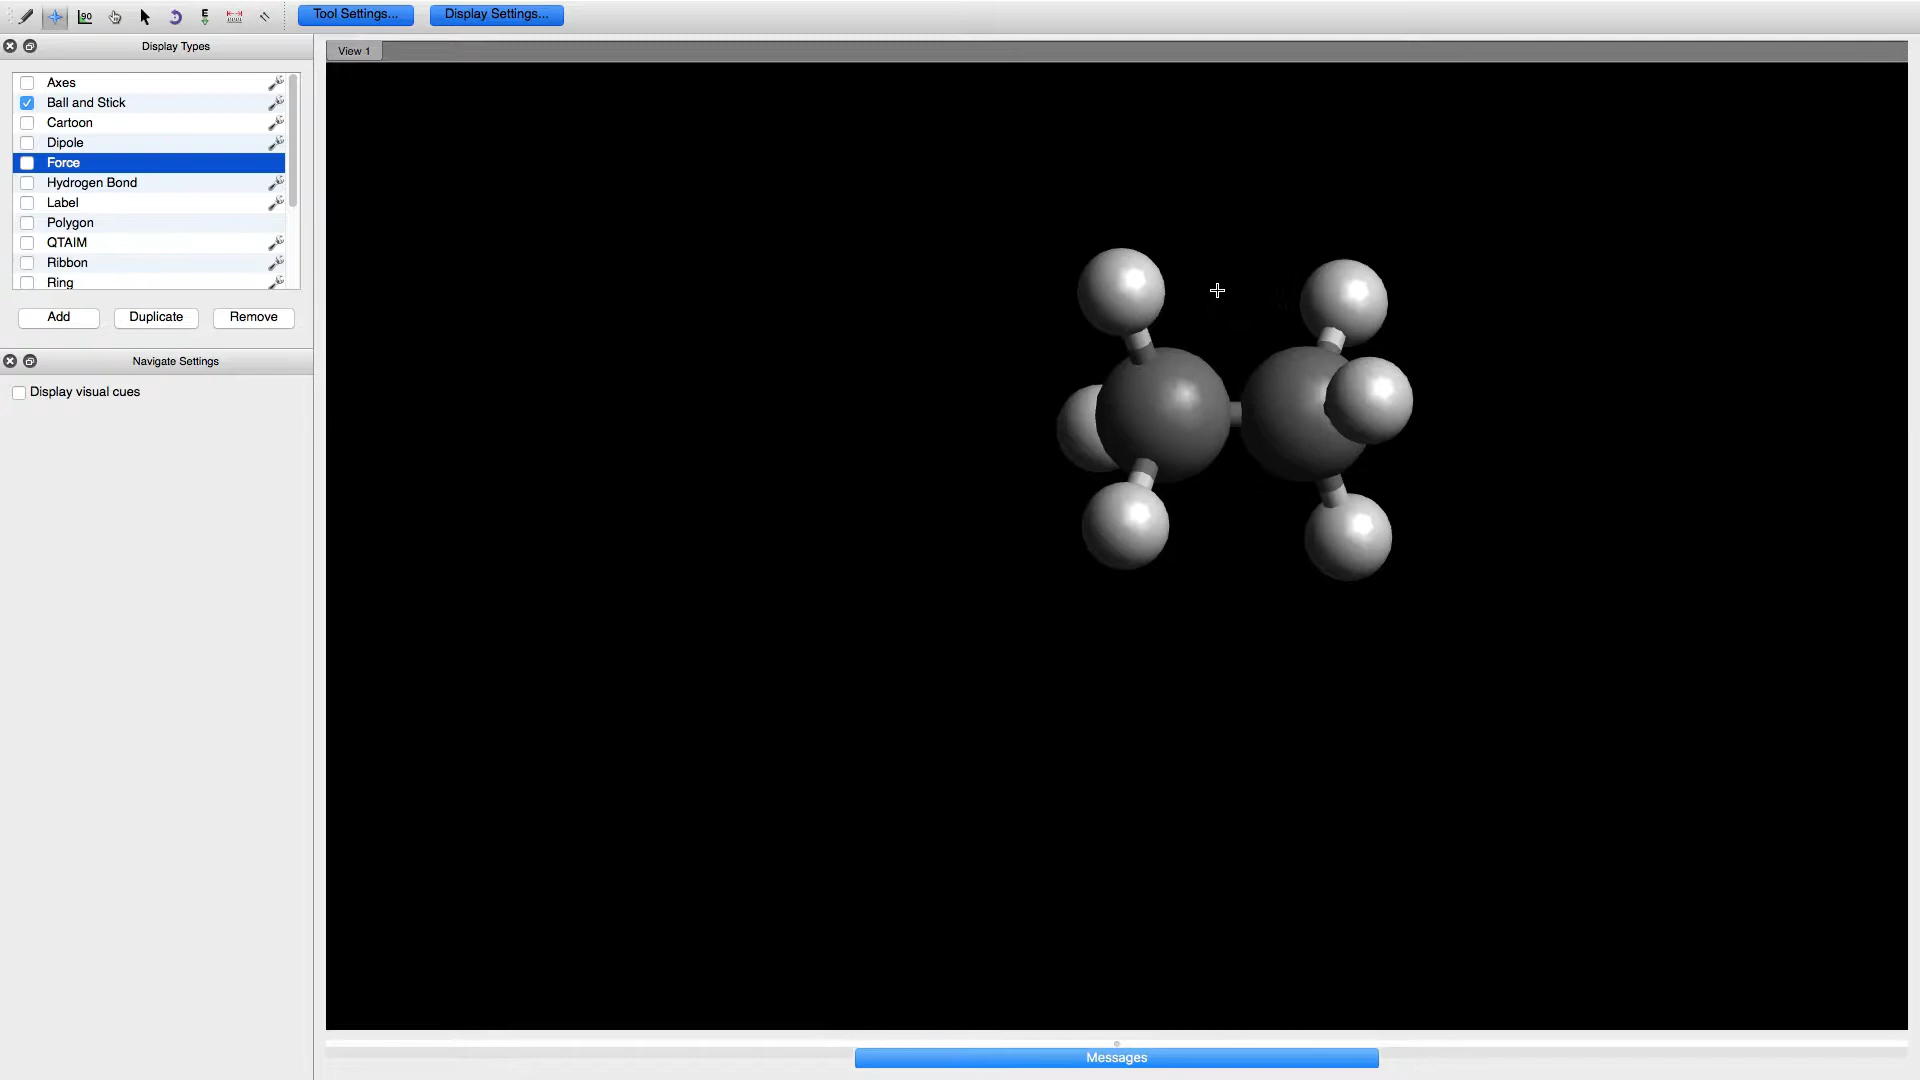 90
E
Tool Settings...
Display Settings...
Display Types
View 1
Axes
Ball and Stick
Cartoon
Dipole
Force
Hydrogen Bond
Label
Polygon
QTAIM
Ribbon
Ring
Add
Duplicate
Remove
Navigate Settings
Display visual cues
Messages